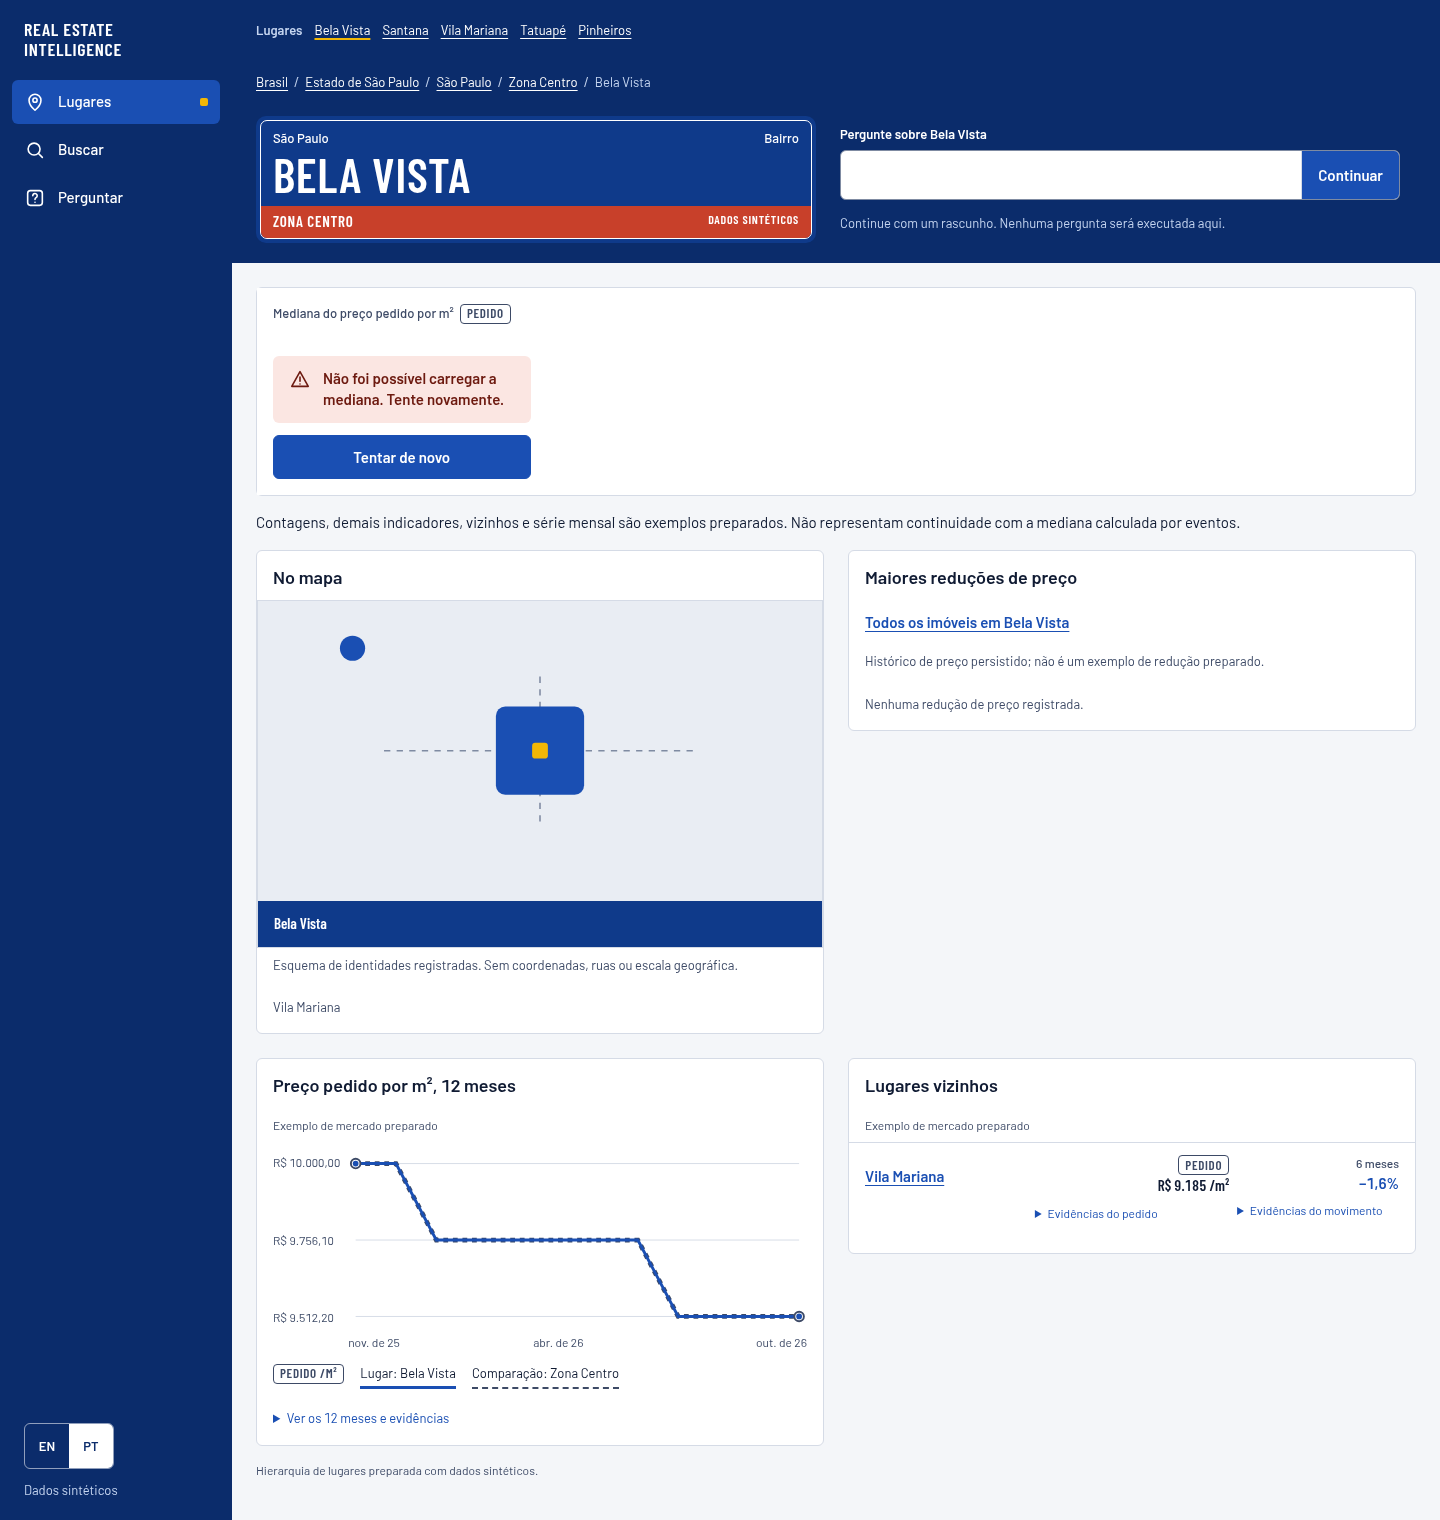 REAL ESTATE
INTELLIGENCE
Lugares
Buscar
Perguntar
EN PT
Dados sintéticos
Lugares Bela Vista Santana Vila Mariana Tatuapé Pinheiros
Brasil / Estado de São Paulo / São Paulo / Zona Centro / Bela Vista
São Paulo Bairro
BELA VISTA
ZONA CENTRO DADOS SINTÉTICOS
Pergunte sobre Bela Vista
Continuar
Continue com um rascunho. Nenhuma pergunta será executada aqui.
Mediana do preço pedido por m² PEDIDO
Não foi possível carregar a
mediana. Tente novamente.
Tentar de novo
Contagens, demais indicadores, vizinhos e série mensal são exemplos preparados. Não representam continuidade com a mediana calculada por eventos.
No mapa
Bela Vista
Esquema de identidades registradas. Sem coordenadas, ruas ou escala geográfica.
Vila Mariana
Maiores reduções de preço
Todos os imóveis em Bela Vista
Histórico de preço persistido; não é um exemplo de redução preparado.
Nenhuma redução de preço registrada.
Preço pedido por m², 12 meses
Exemplo de mercado preparado
R$ 10.000,00
R$ 9.756,10
R$ 9.512,20
nov. de 25 abr. de 26 out. de 26
PEDIDO /M² Lugar: Bela Vista Comparação: Zona Centro
Ver os 12 meses e evidências
Lugares vizinhos
Exemplo de mercado preparado
Vila Mariana
PEDIDO
R$ 9.185 /m²
Evidências do pedido
6 meses
−1,6%
Evidências do movimento
Hierarquia de lugares preparada com dados sintéticos.